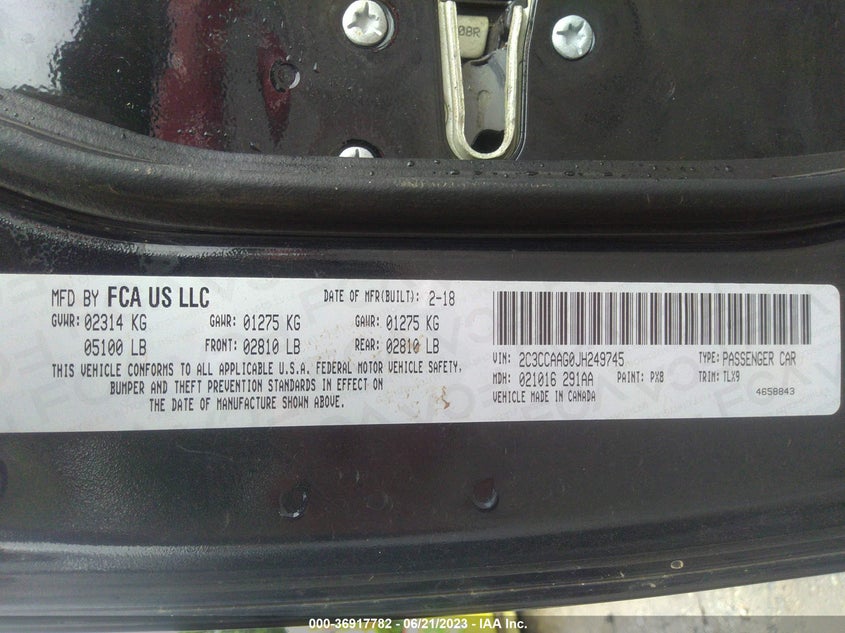 08R
MFD BY FCA US LLC DATE OF MFR(BUILT): 2-18
GVWR: 02314 KG GAWR: 01275 KG GAWR: 01275 KG
05100 LB FRONT: 02810 LB REAR: 02810 LB
THIS VEHICLE CONFORMS TO ALL APPLICABLE U.S.A. FEDERAL MOTOR VEHICLE SAFETY,
BUMPER AND THEFT PREVENTION STANDARDS IN EFFECT ON
THE DATE OF MANUFACTURE SHOWN ABOVE.
VIN: 2C3CCAAG0JH249745 TYPE: PASSENGER CAR
MDH: 021016 291AA PAINT: PX8 TRIM: TLX9
VEHICLE MADE IN CANADA 4658843
000-36917782 - 06/21/2023 - IAA Inc.